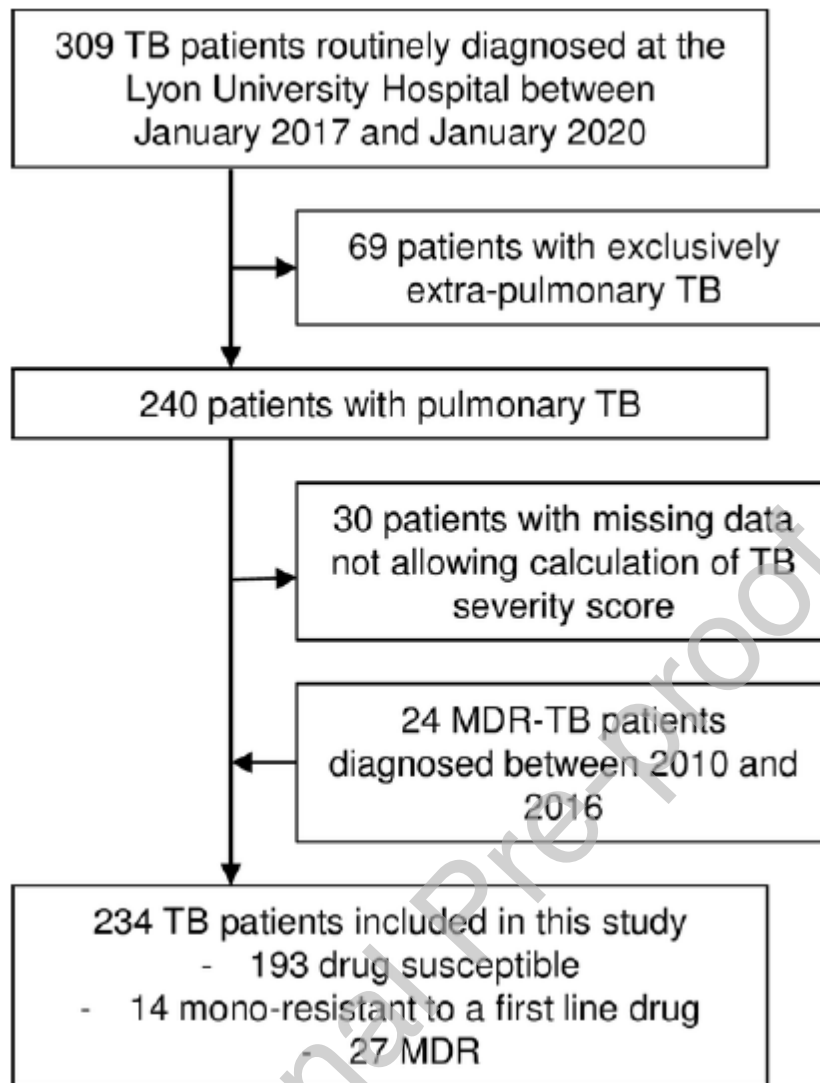 309 TB patients routinely diagnosed at the
Lyon University Hospital between
January 2017 and January 2020
69 patients with exclusively
extra-pulmonary TB
240 patients with pulmonary TB
30 patients with missing data
not allowing calculation of TB
severity score
24 MDR-TB patients
diagnosed between 2010 and
2016
234 TB patients included in this study
- 193 drug susceptible
- 14 mono-resistant to a first line drug
- 27 MDR
nal Pre-proof